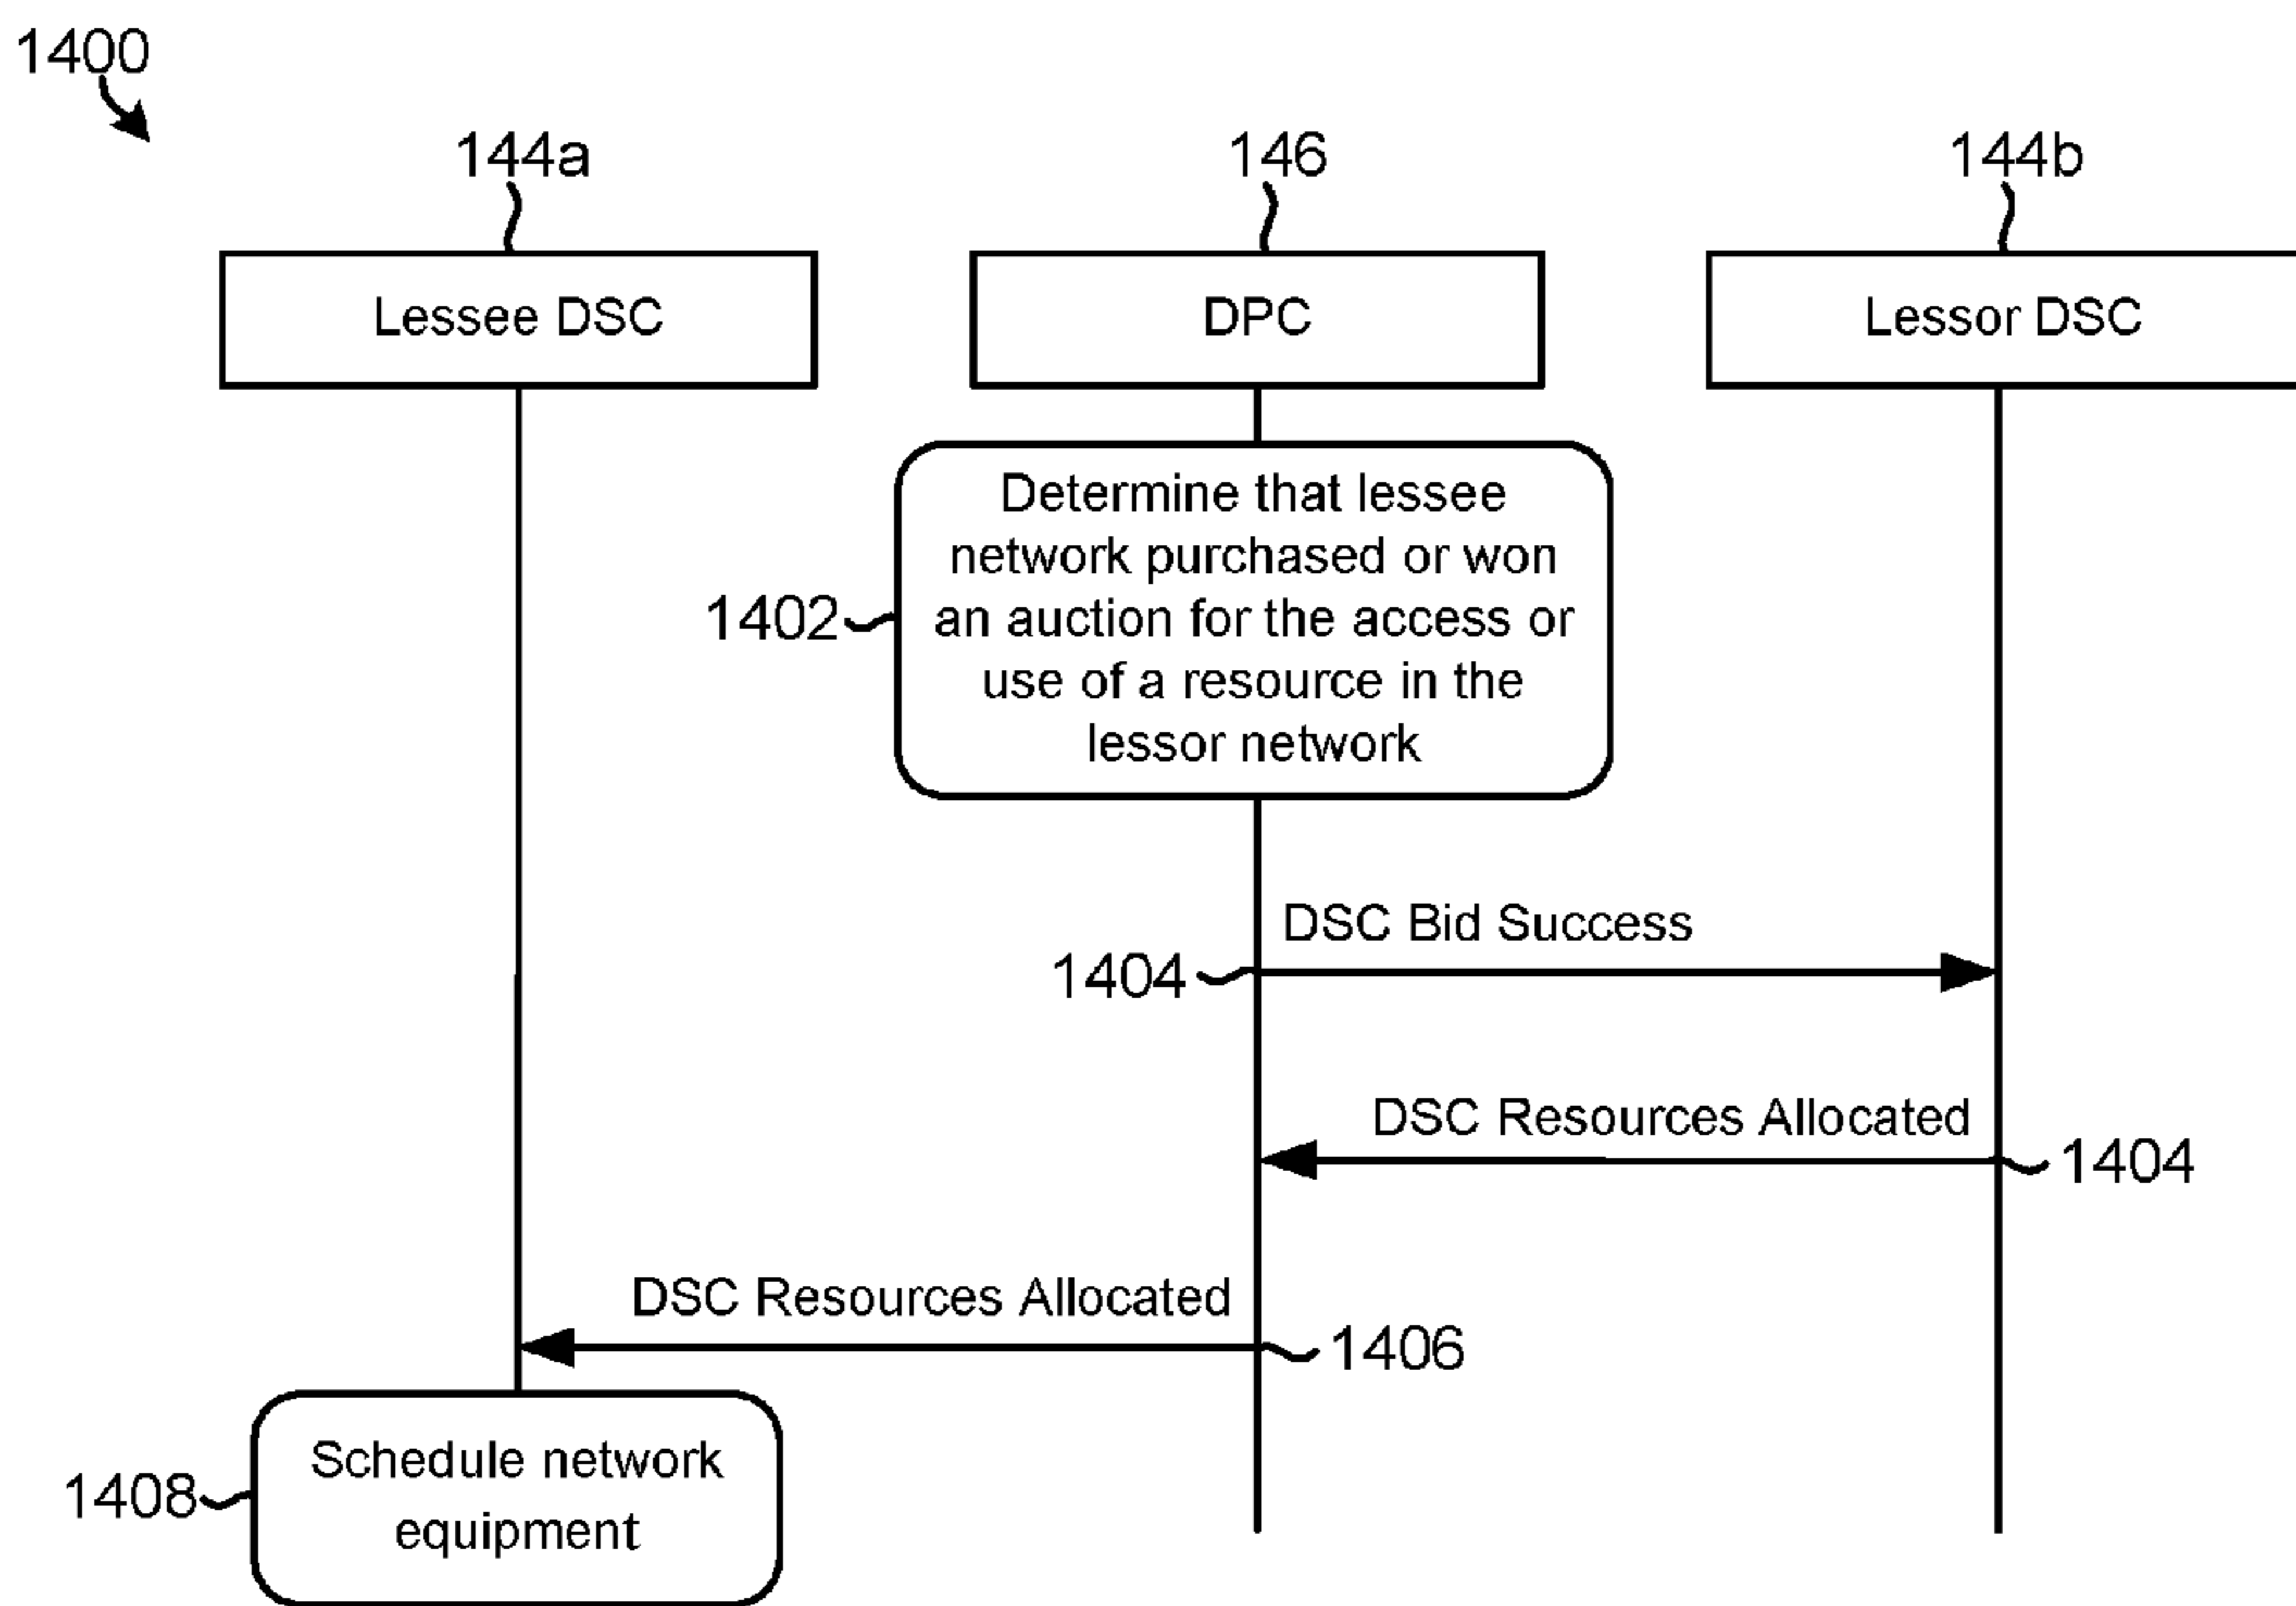 1400
144a
146
144b
Lessee DSC
DPC
Lessor DSC
Determine that lessee
network purchased or won
an auction for the access or
use of a resource in the
lessor network
1402
DSC Bid Success
1404
DSC Resources Allocated
1404
DSC Resources Allocated
1406
Schedule network
equipment
1408